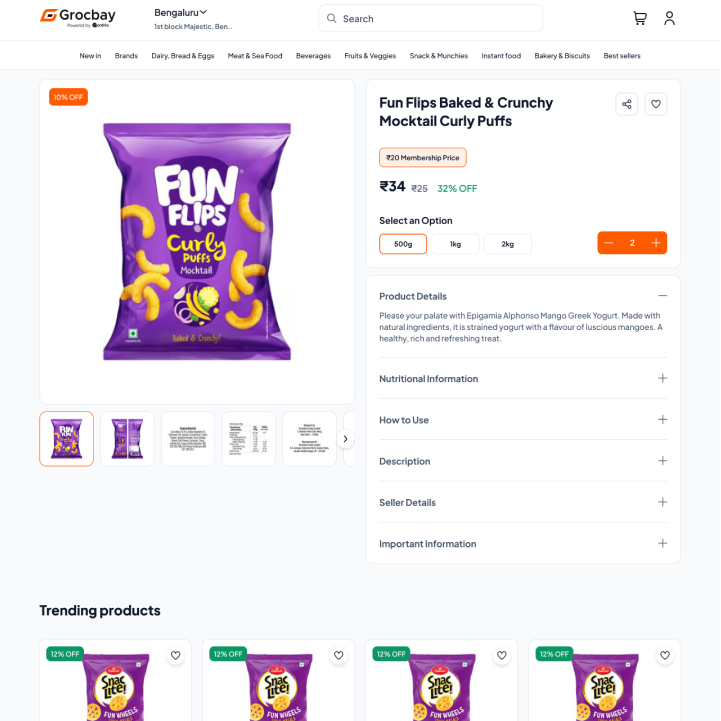 Grocbay
Powered by
Bengaluru
1st block Majestic, Ben..
Search
New in
Brands
Dairy, Bread & Eggs
Meat & Sea Food
Beverages
Fruits & Veggies
Snack & Munchies
Instant food
Bakery & Biscuits
Best sellers
10% OFF
FUN
FLIPS
Curly
PUFFS
Mocktail
Baked & Crunchy!
Fun Flips Baked & Crunchy
Mocktail Curly Puffs
₹20 Membership Price
₹34 ₹25 32% OFF
Select an Option
500g
1kg
2kg
2
Product Details
Please your palate with Epigamia Alphonso Mango Greek Yogurt. Made with
natural ingredients, it is strained yogurt with a flavour of luscious mangoes. A
healthy, rich and refreshing treat.
Nutritional Information
How to Use
Description
Seller Details
Important Information
Trending products
12% OFF
Snac
Lite!
FUN WHEELS
12% OFF
Snac
Lite!
FUN WHEELS
12% OFF
Snac
Lite!
FUN WHEELS
12% OFF
Snac
Lite!
FUN WHEELS